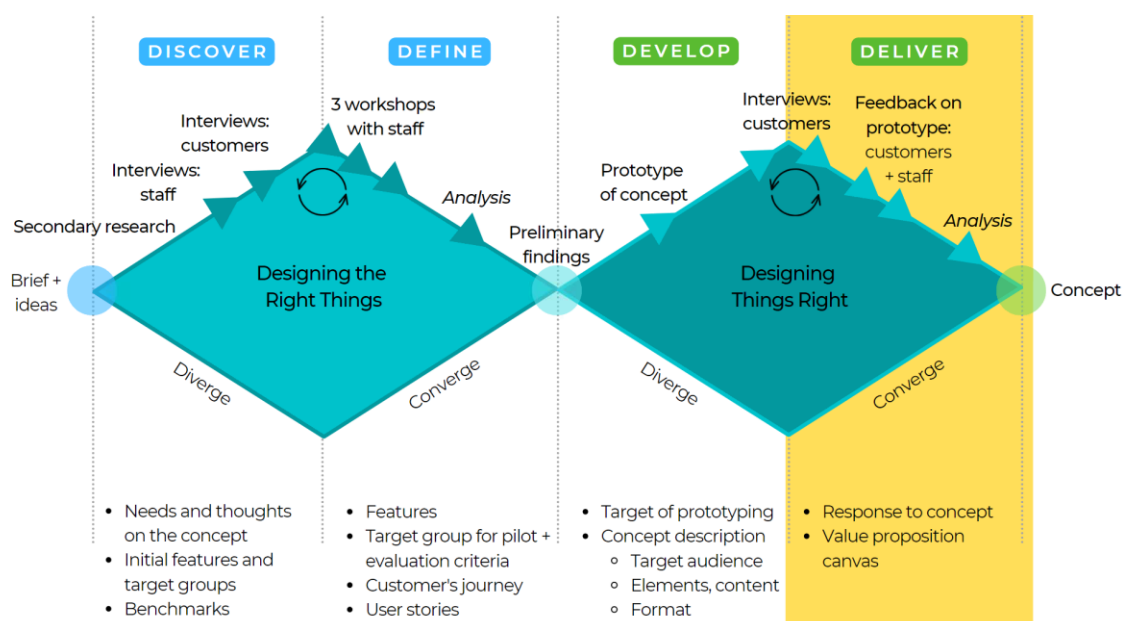 DISCOVER
DEFINE
DEVELOP
DELIVER
3 workshops
with staff
Interviews:
customers
Interviews:
staff
Secondary research
Analysis
Brief +
ideas
Designing the
Right Things
Diverge
Converge
Preliminary
findings
Interviews:
customers
Feedback on
prototype:
customers
+ staff
Prototype
of concept
Analysis
Designing
Things Right
Concept
Diverge
Converge
• Needs and thoughts
on the concept
• Initial features and
target groups
• Benchmarks
• Features
• Target group for pilot +
evaluation criteria
• Customer's journey
• User stories
• Target of prototyping
• Concept description
◦ Target audience
◦ Elements, content
◦ Format
• Response to concept
• Value proposition
canvas